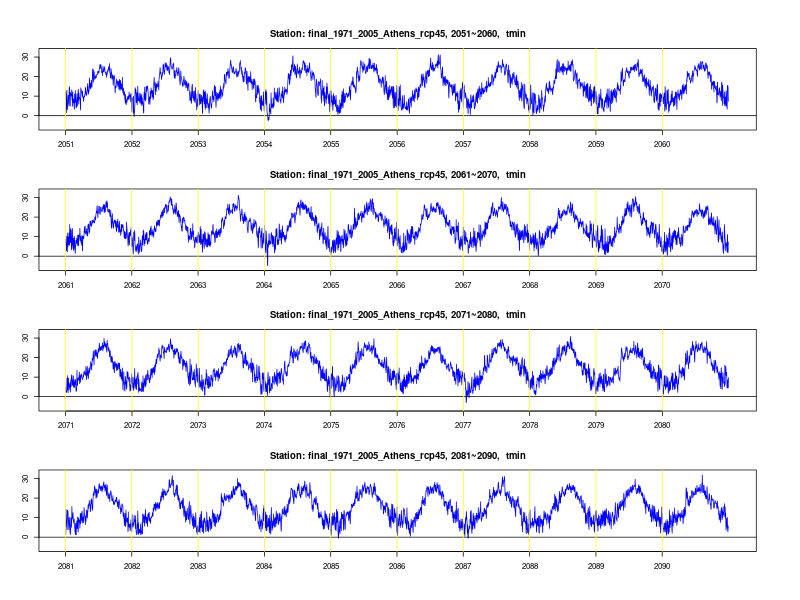 Station: final_1971_2005_Athens_rcp45, 2051~2060, tmin
30
20
10
0
2051 2052 2053 2054 2055 2056 2057 2058 2059 2060
Station: final_1971_2005_Athens_rcp45, 2061~2070, tmin
30
20
10
0
2061 2062 2063 2064 2065 2066 2067 2068 2069 2070
Station: final_1971_2005_Athens_rcp45, 2071~2080, tmin
30
20
10
0
2071 2072 2073 2074 2075 2076 2077 2078 2079 2080
Station: final_1971_2005_Athens_rcp45, 2081~2090, tmin
30
20
10
0
2081 2082 2083 2084 2085 2086 2087 2088 2089 2090